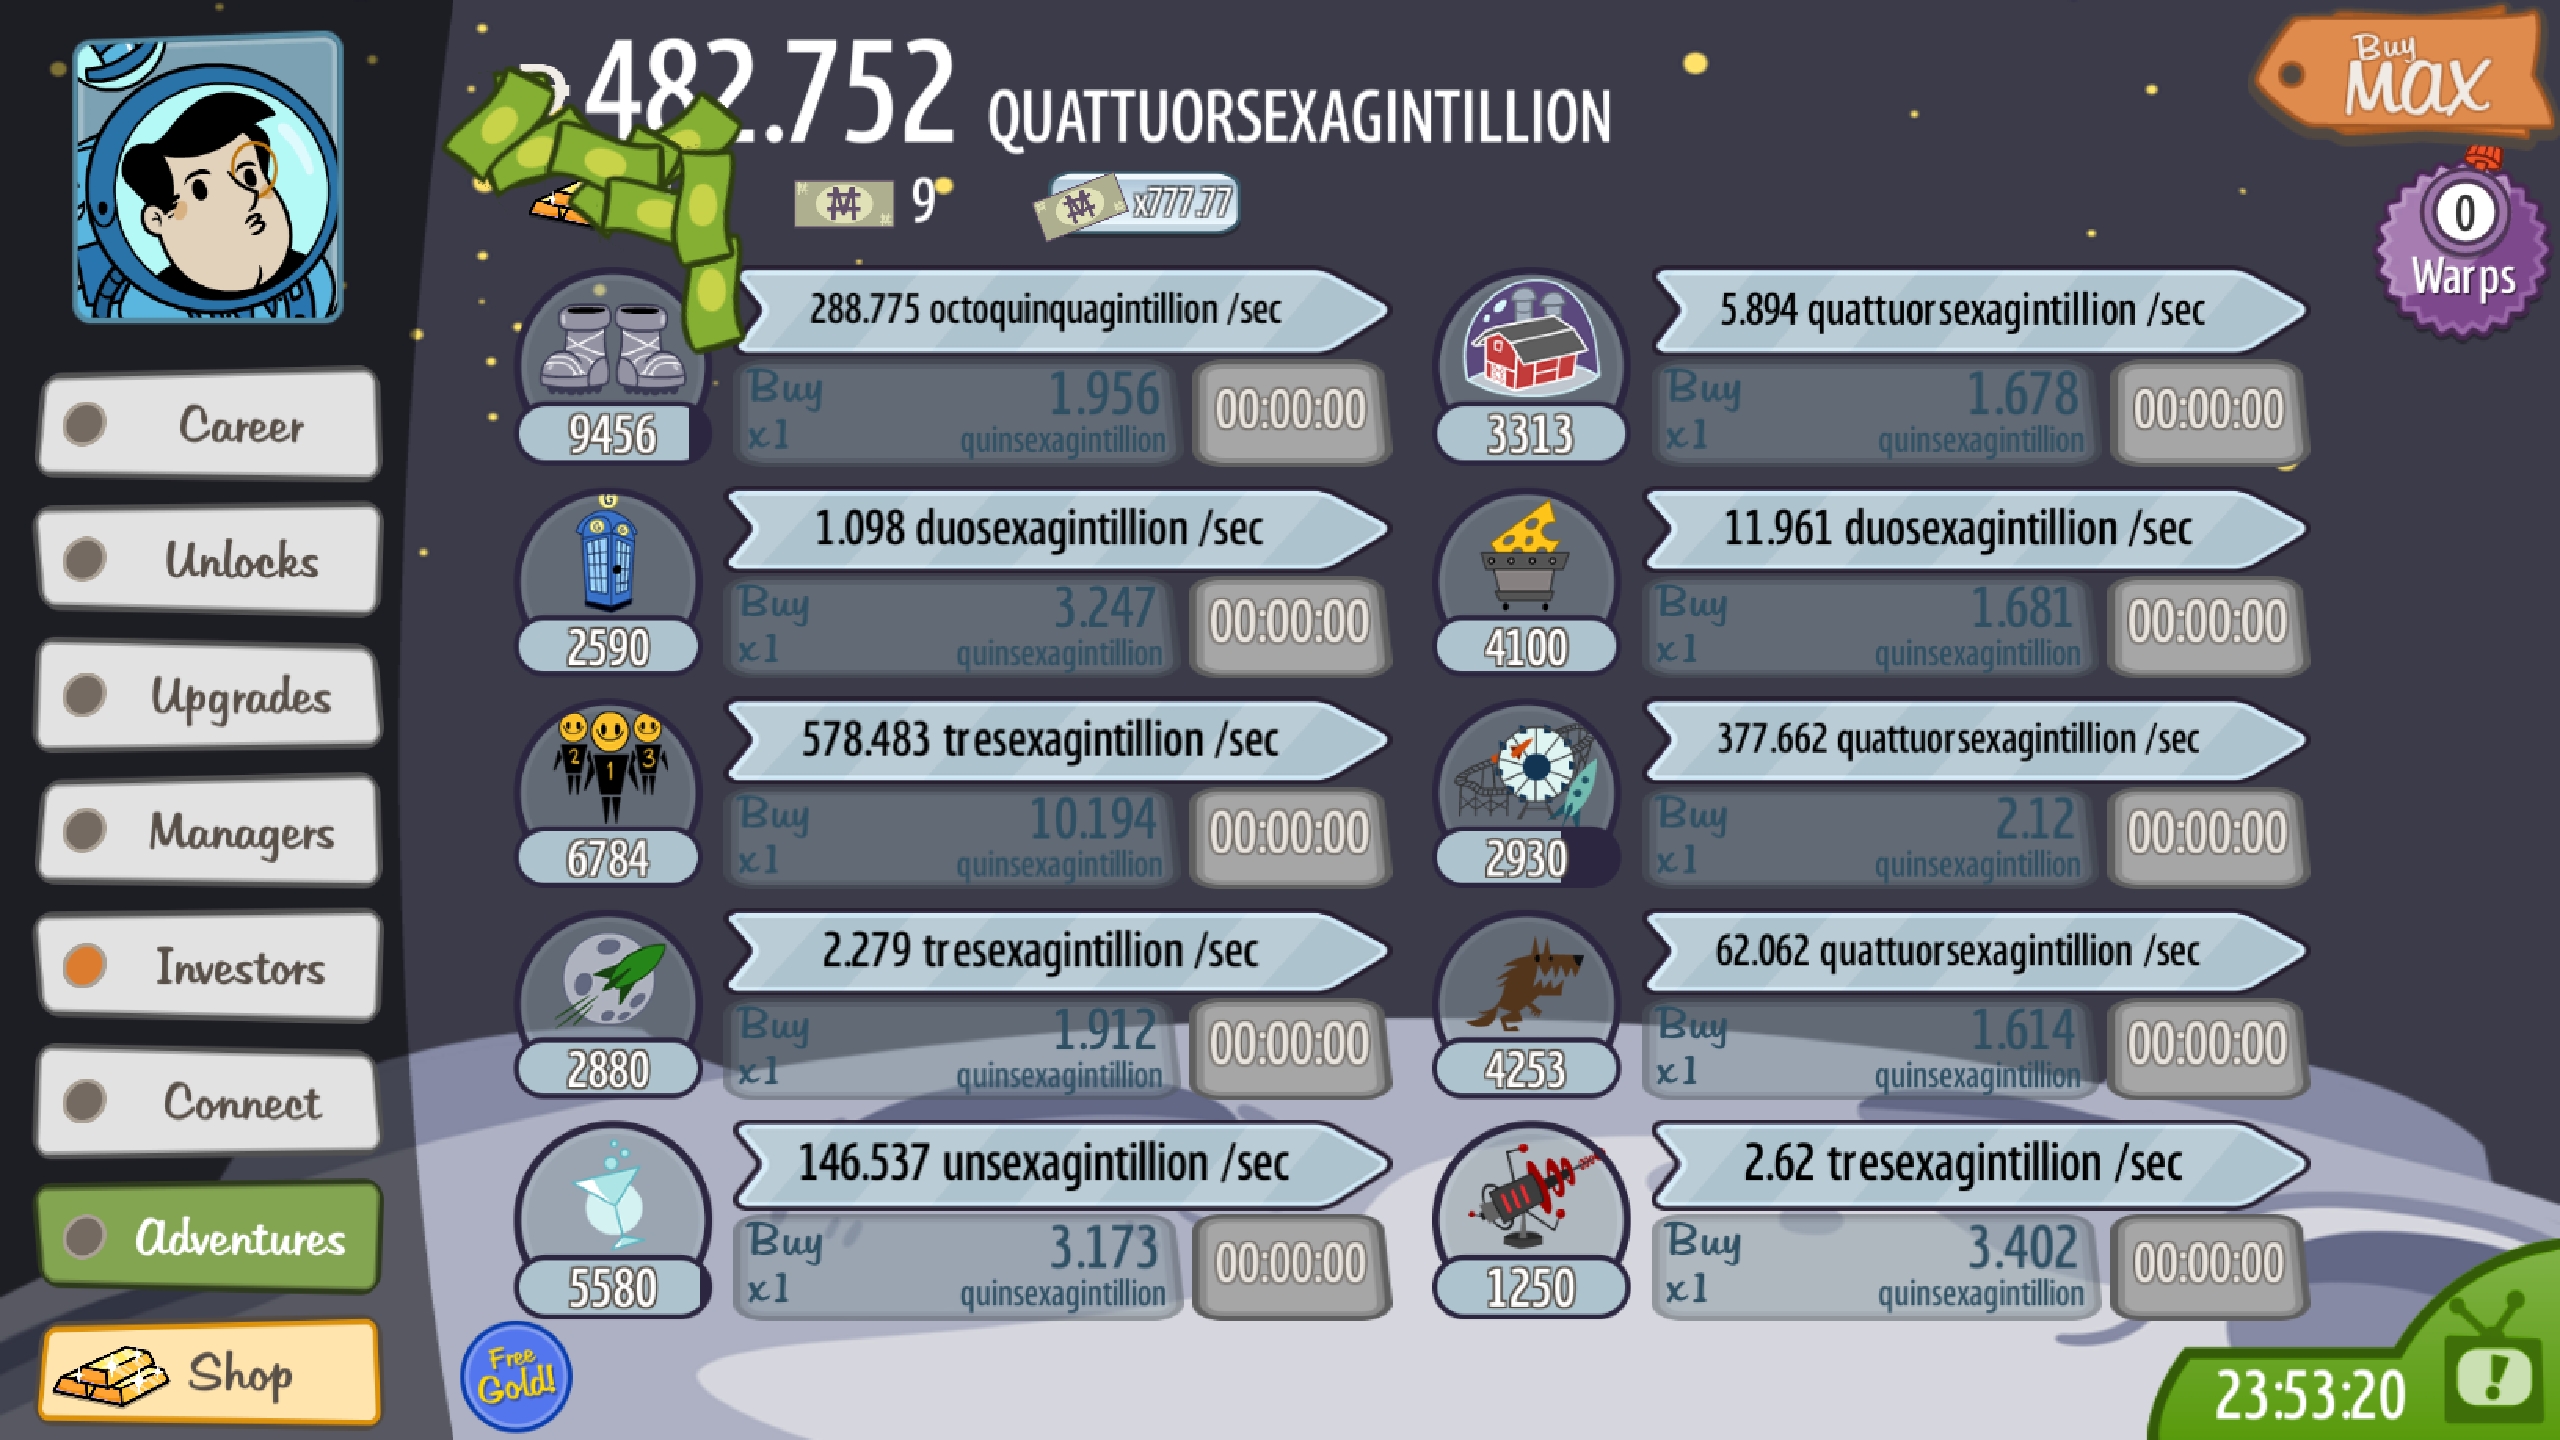 482.752 QUATTUORSEXAGINTILLION
Buy
MAX
9
x777.77
0
Warps
Career
Unlocks
Upgrades
Managers
Investors
Connect
Adventures
Shop
288.775 octoquinquagintillion /sec
Buy 1.956
x1 quinsexagintillion
00:00:00
9456
5.894 quattuorsexagintillion /sec
Buy 1.678
x1 quinsexagintillion
00:00:00
3313
G
1.098 duosexagintillion /sec
Buy 3.247
x1 quinsexagintillion
00:00:00
2590
11.961 duosexagintillion /sec
Buy 1.681
x1 quinsexagintillion
00:00:00
4100
2 1 3
578.483 tresexagintillion /sec
Buy 10.194
x1 quinsexagintillion
00:00:00
6784
377.662 quattuorsexagintillion /sec
Buy 2.12
x1 quinsexagintillion
00:00:00
2930
2.279 tresexagintillion /sec
Buy 1.912
x1 quinsexagintillion
00:00:00
2880
62.062 quattuorsexagintillion /sec
Buy 1.614
x1 quinsexagintillion
00:00:00
4253
146.537 unsexagintillion /sec
Buy 3.173
x1 quinsexagintillion
00:00:00
5580
2.62 tresexagintillion /sec
Buy 3.402
x1 quinsexagintillion
00:00:00
1250
Free
Gold!
23:53:20
!